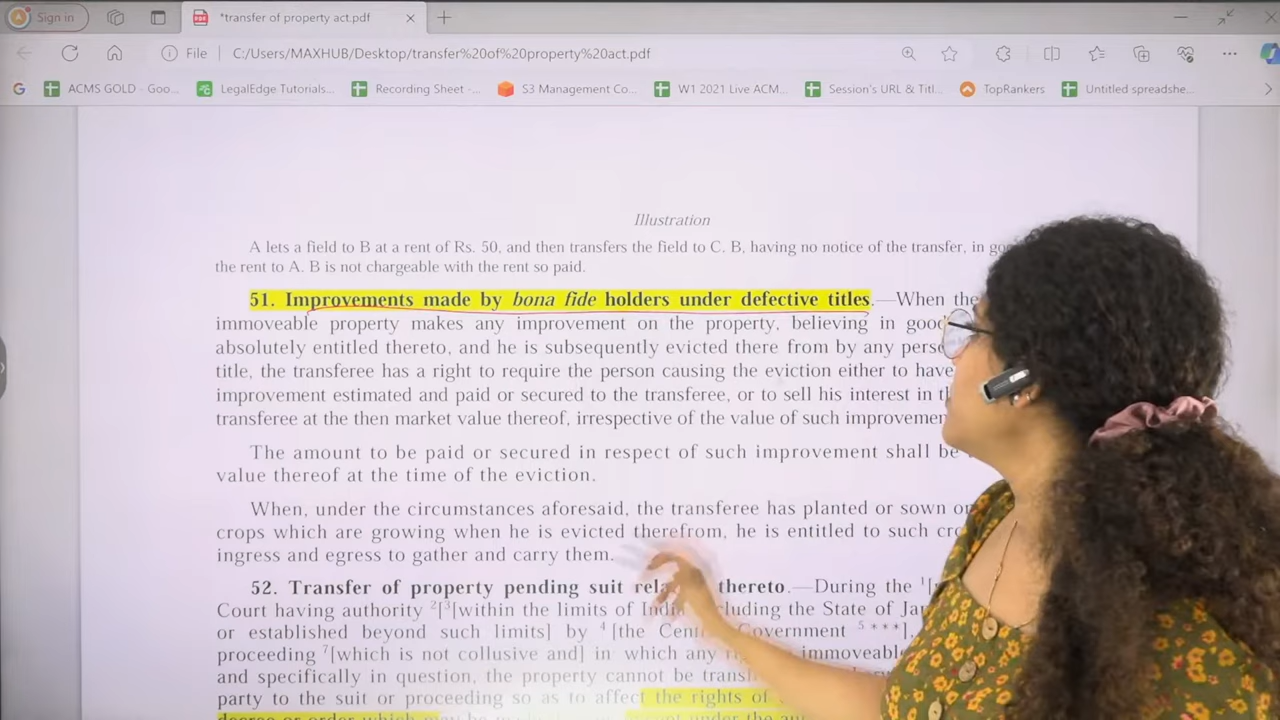 Sign in
*transfer of property act.pdf
File
C:/Users/MAXHUB/Desktop/transfer%20of%20property%20act.pdf
ACMS GOLD - Goo...
LegalEdge Tutorials...
Recording Sheet -...
S3 Management Co...
W1 2021 Live ACM...
Session's URL & Titl...
TopRankers
Untitled spreadshe...
Illustration
A lets a field to B at a rent of Rs. 50, and then transfers the field to C. B, having no notice of the transfer, in
the rent to A. B is not chargeable with the rent so paid.
51. Improvements made by bona fide holders under defective titles.—When the
immoveable property makes any improvement on the property, believing in
absolutely entitled thereto, and he is subsequently evicted there from by any
title, the transferee has a right to require the person causing the eviction either to have
improvement estimated and paid or secured to the transferee, or to sell his interest in
transferee at the then market value thereof, irrespective of the value of such
The amount to be paid or secured in respect of such improvement shall be
value thereof at the time of the eviction.
When, under the circumstances aforesaid, the transferee has planted or sown
crops which are growing when he is evicted therefrom, he is entitled to such
ingress and egress to gather and carry them.
52. Transfer of property pending suit thereto.—During the 1[
Court having authority 2[3[within the limits of the State of
or established beyond such limits] by 4 [the 5 ***],
proceeding 7[which is not collusive and] in which any immoveable
and specifically in question, the property cannot be
party to the suit or proceeding so as to affect the rights of